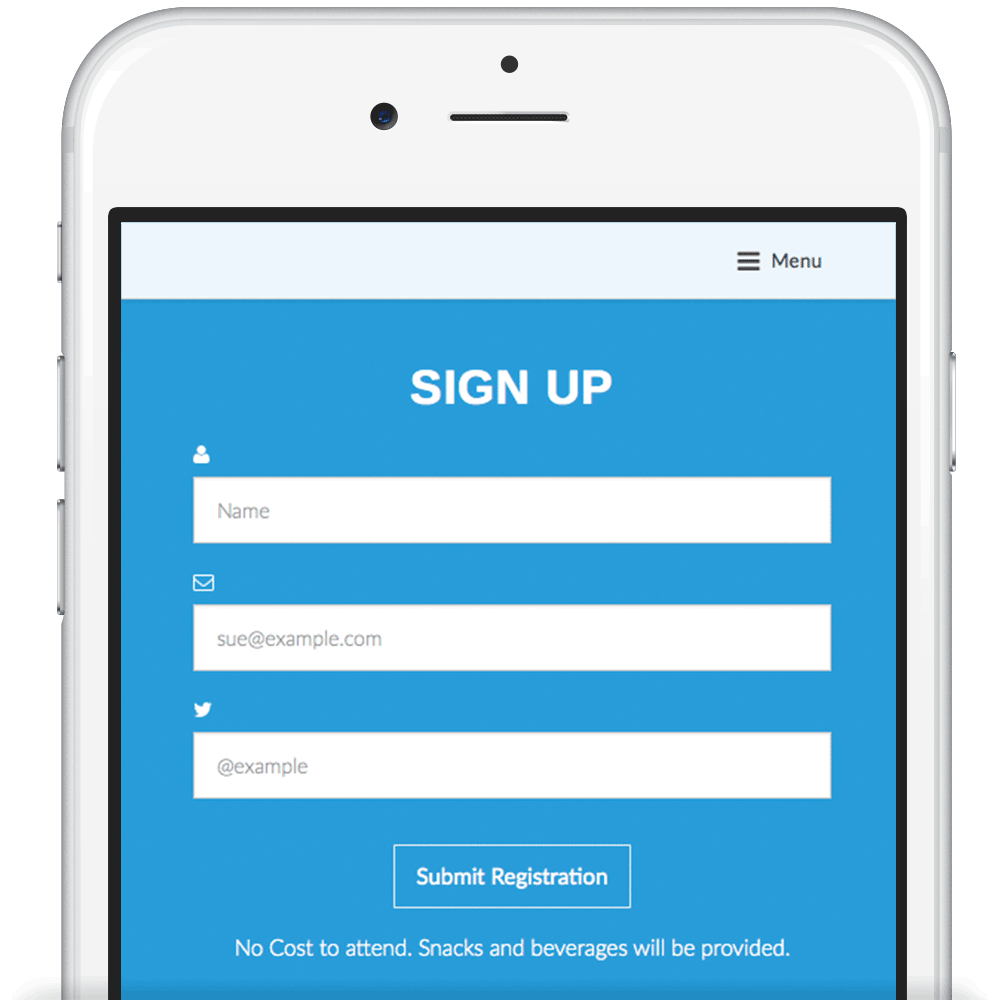 Menu
SIGN UP
Name
sue@example.com
@example
Submit Registration
No Cost to attend. Snacks and beverages will be provided.